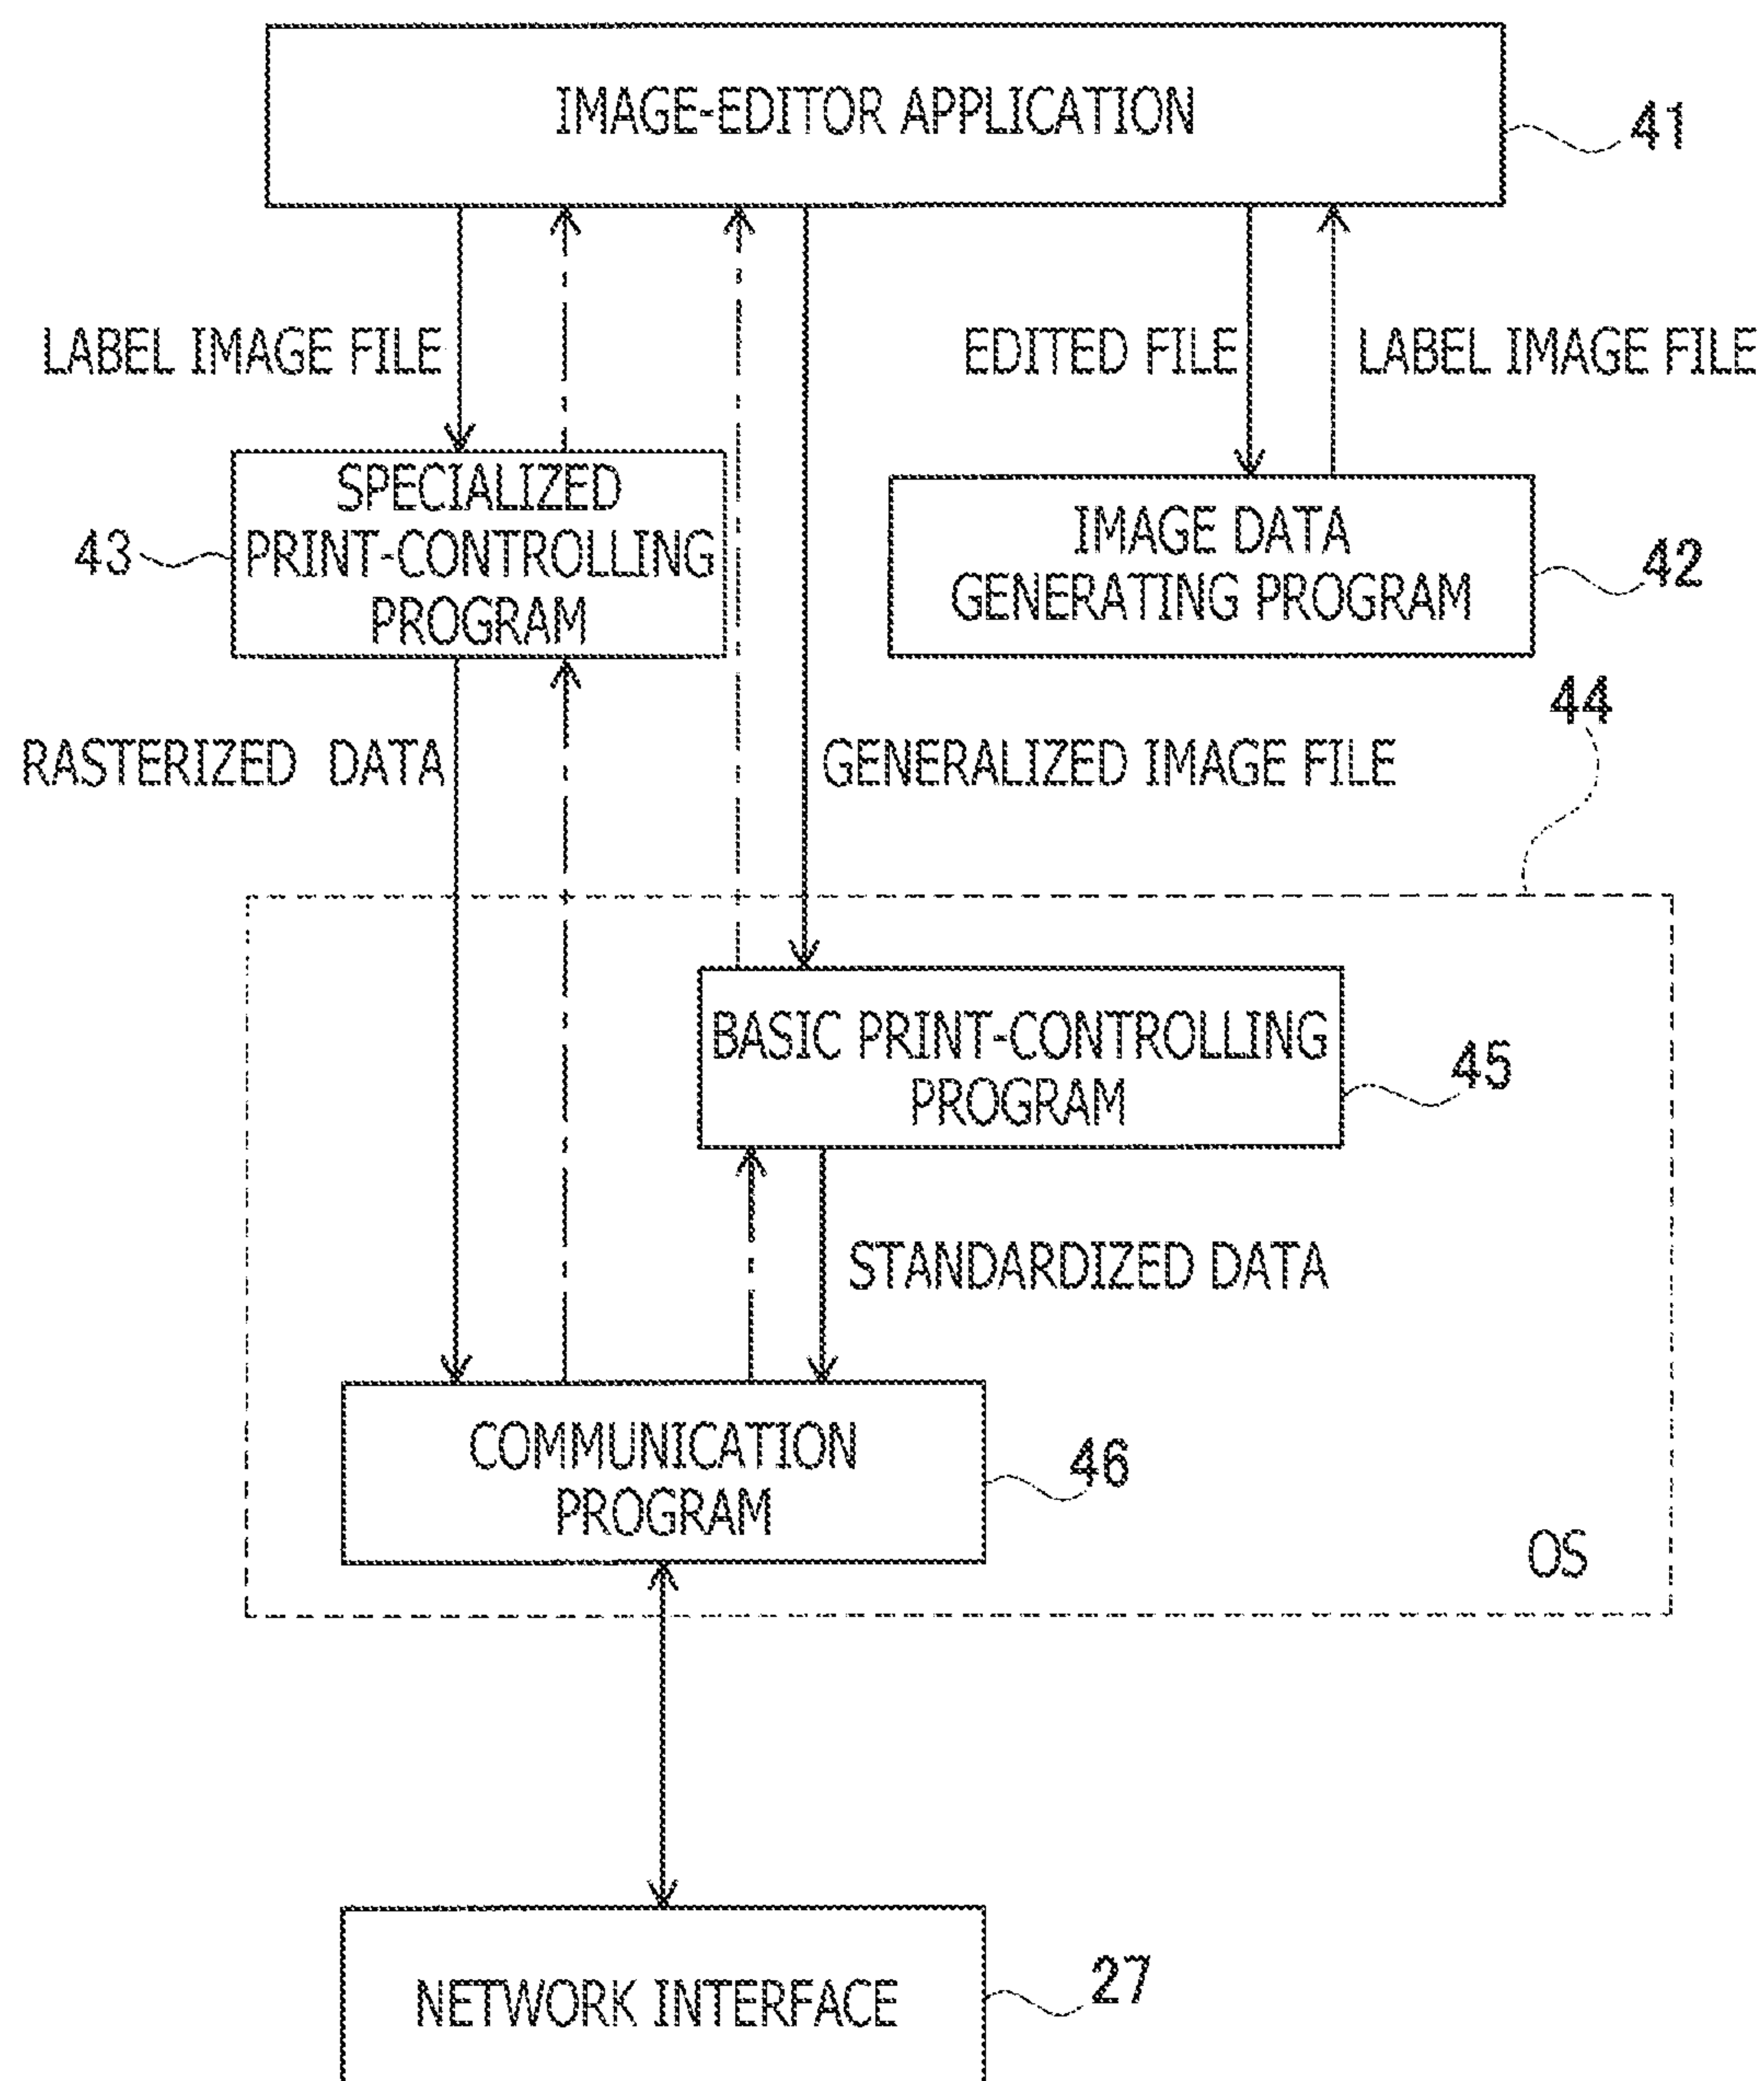 IMAGE-EDITOR APPLICATION
41
LABEL IMAGE FILE
EDITED FILE
LABEL IMAGE FILE
SPECIALIZED
PRINT-CONTROLLING
PROGRAM
43
IMAGE DATA
GENERATING PROGRAM
42
44
RASTERIZED DATA
GENERALIZED IMAGE FILE
BASIC PRINT-CONTROLLING
PROGRAM
45
STANDARDIZED DATA
COMMUNICATION
PROGRAM
46
OS
NETWORK INTERFACE
27